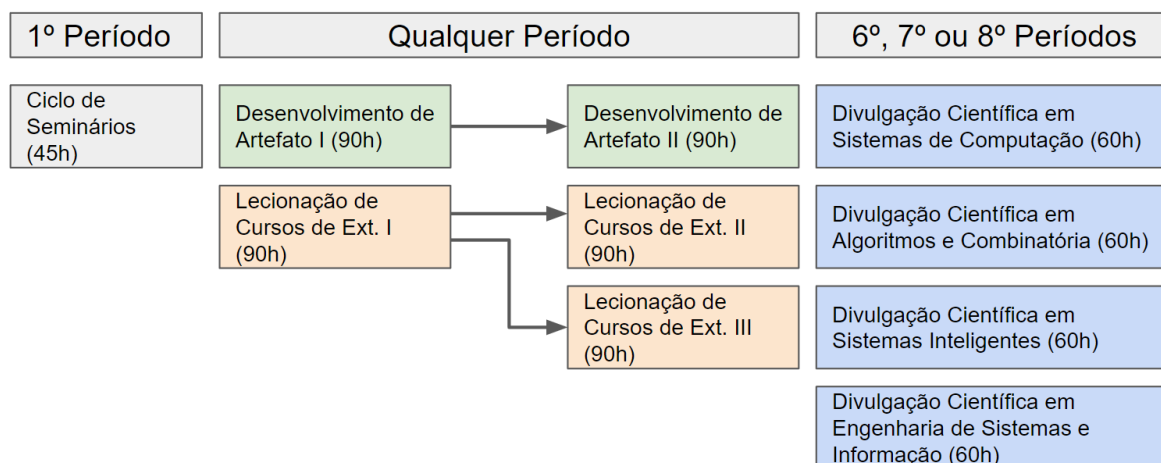 1º Período
Qualquer Período
6º, 7º ou 8º Períodos
Ciclo de
Seminários
(45h)
Desenvolvimento de
Artefato I (90h)
Desenvolvimento de
Artefato II (90h)
Divulgação Científica em
Sistemas de Computação (60h)
Lecionação de
Cursos de Ext. I
(90h)
Lecionação de
Cursos de Ext. II
(90h)
Divulgação Científica em
Algoritmos e Combinatória (60h)
Lecionação de
Cursos de Ext. III
(90h)
Divulgação Científica em
Sistemas Inteligentes (60h)
Divulgação Científica em
Engenharia de Sistemas e
Informação (60h)